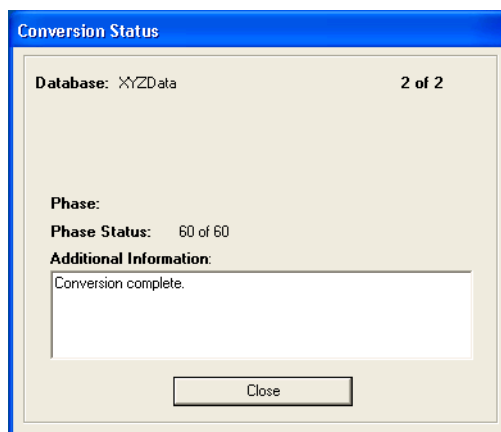 Conversion Status
Database: XYZData 2 of 2
Phase:
Phase Status: 60 of 60
Additional Information:
Conversion complete.
Close